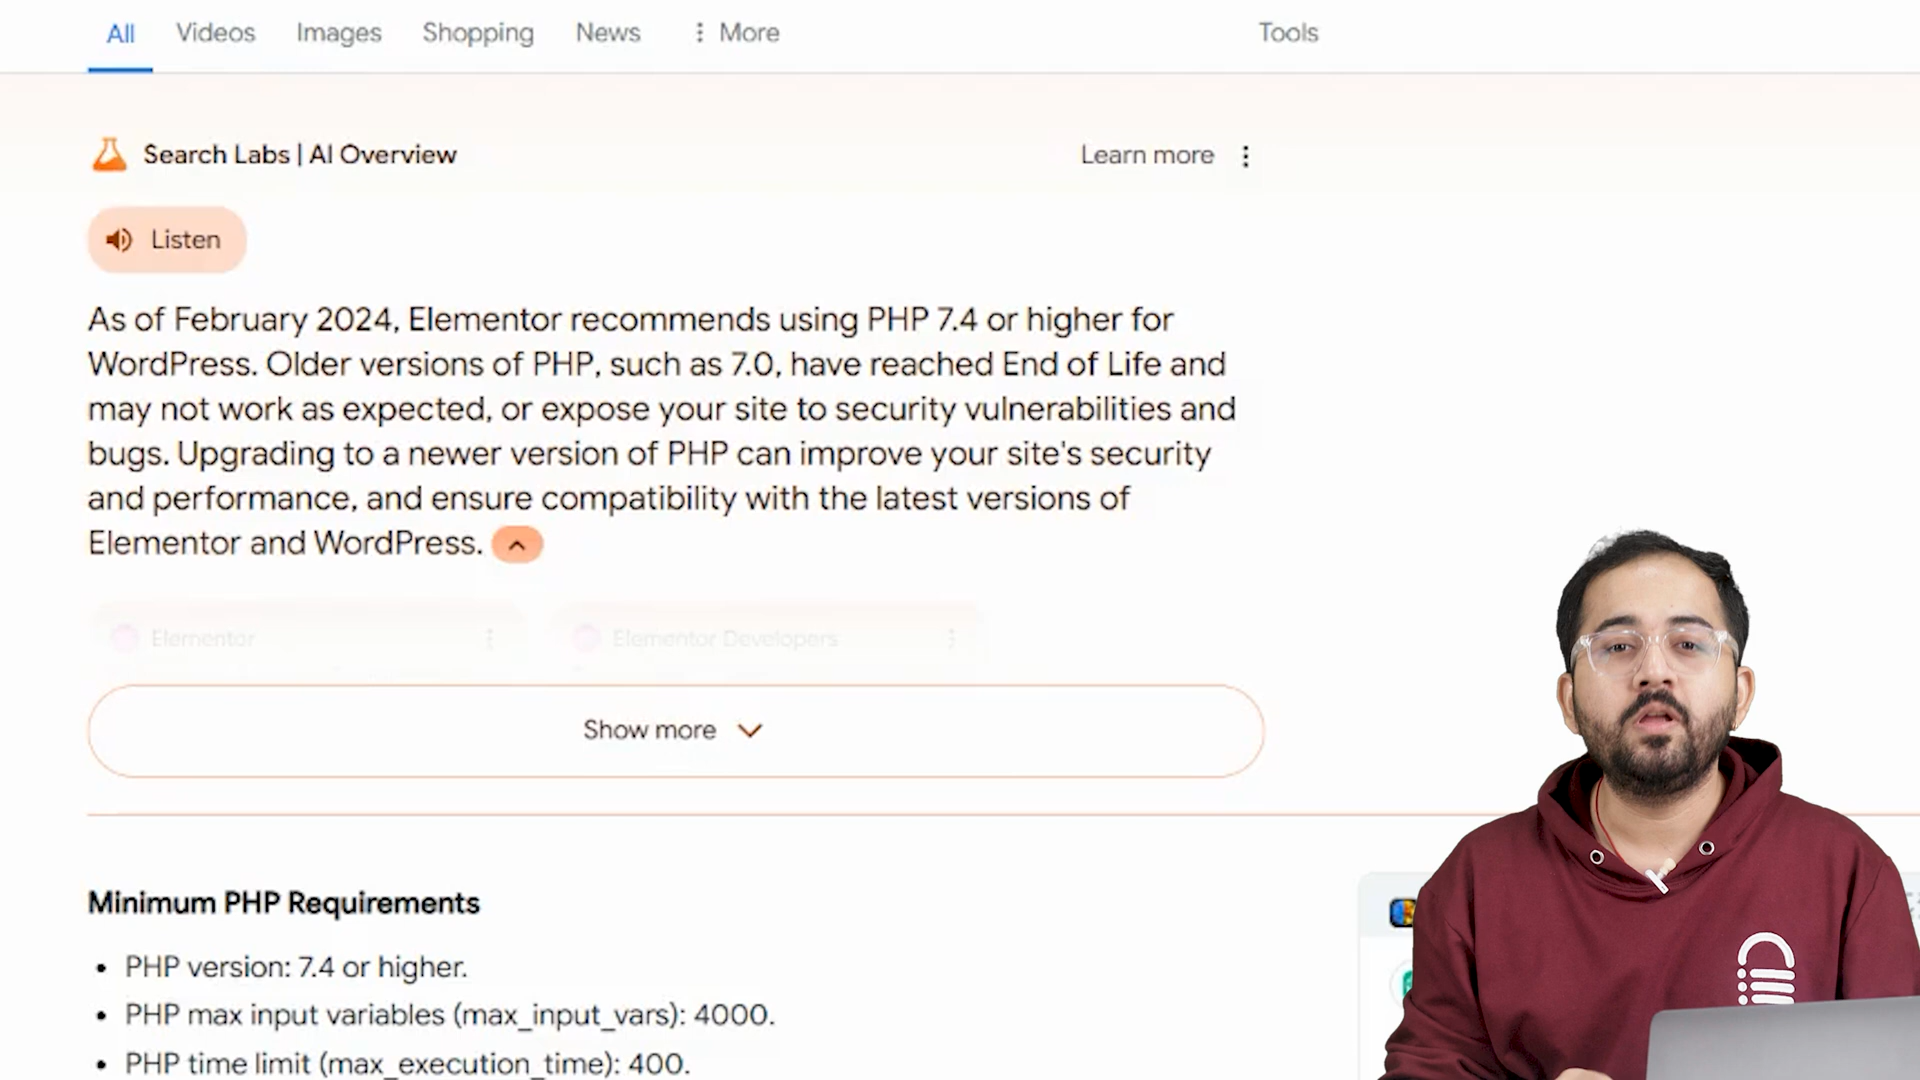 All Videos Images Shopping News More Tools
Search Labs | AI Overview Learn more
Listen
As of February 2024, Elementor recommends using PHP 7.4 or higher for
WordPress. Older versions of PHP, such as 7.0, have reached End of Life and
may not work as expected, or expose your site to security vulnerabilities and
bugs. Upgrading to a newer version of PHP can improve your site's security
and performance, and ensure compatibility with the latest versions of
Elementor and WordPress.
Elementor Elementor Developers
Show more
Minimum PHP Requirements
• PHP version: 7.4 or higher.
• PHP max input variables (max_input_vars): 4000.
• PHP time limit (max_execution_time): 400.